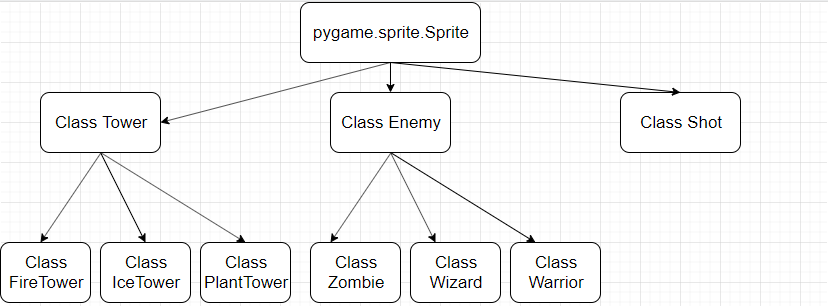 pygame.sprite.Sprite
Class Tower
Class Enemy
Class Shot
Class
FireTower
Class
IceTower
Class
PlantTower
Class
Zombie
Class
Wizard
Class
Warrior